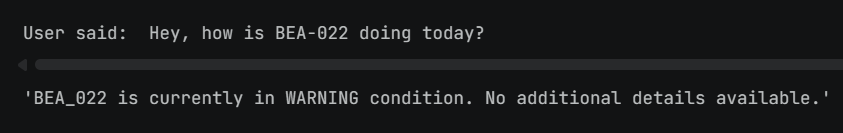 User said:  Hey, how is BEA-022 doing today?
'BEA_022 is currently in WARNING condition. No additional details available.'